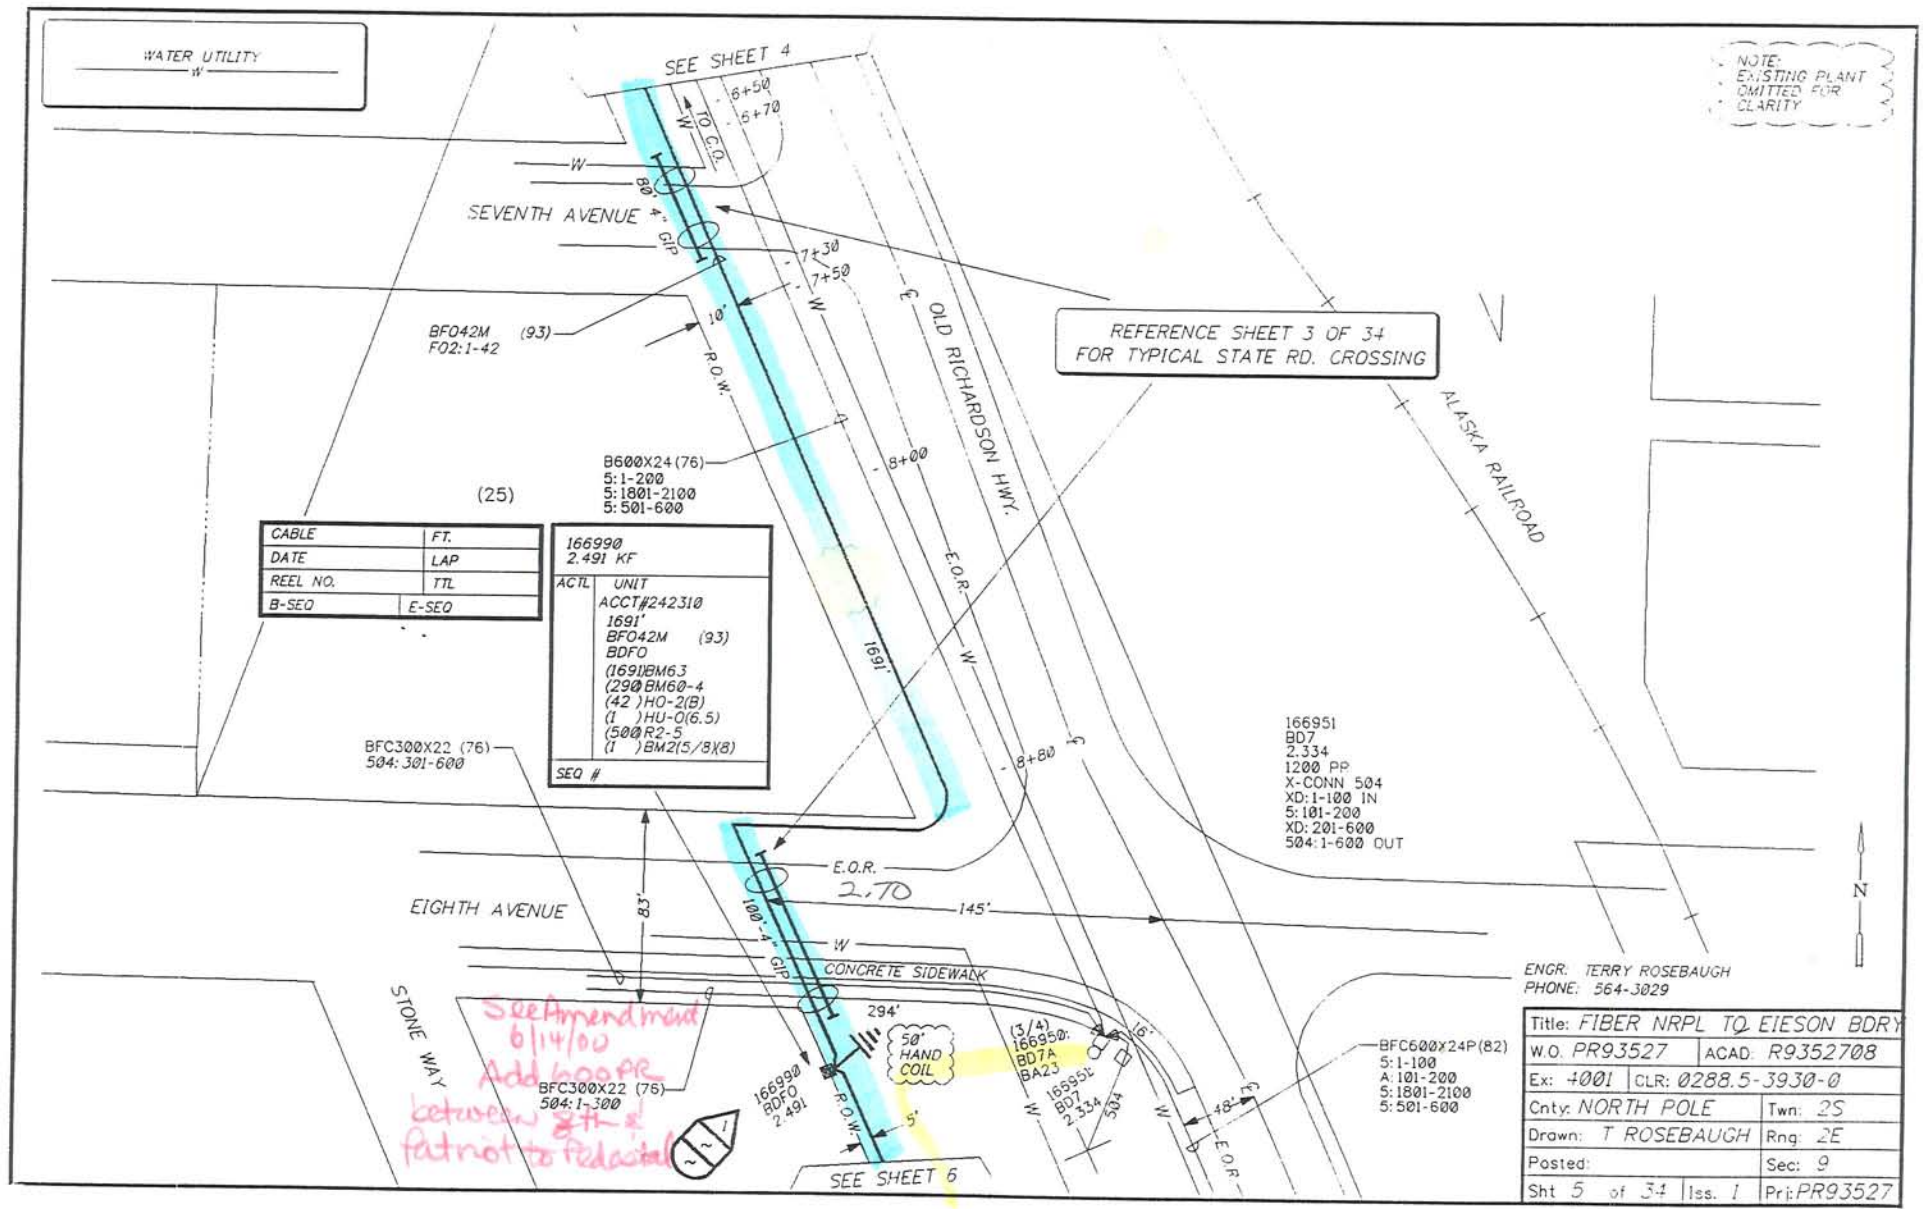 WATER UTILITY
W
SEE SHEET 4
NOTE:
EXISTING PLANT
OMITTED FOR
CLARITY
6+50
6+70
TO C.O.
W
W
80' 4" GIP
SEVENTH AVENUE
7+30
7+50
W
BFO42M (93)
FO2:1-42
10'
R.O.W.
OLD RICHARDSON HWY.
REFERENCE SHEET 3 OF 34
FOR TYPICAL STATE RD. CROSSING
ALASKA RAILROAD
B600X24(76)
5:1-200
5:1801-2100
5:501-600
8+00
(25)
CABLE FT.
DATE LAP
REEL NO. TTL
B-SEQ E-SEQ
166990
2.491 KF
ACTL UNIT
ACCT#242310
1691'
BFO42M (93)
BDFO
(1691)BM63
(290)BM60-4
(42 )HO-2(B)
(1 )HU-O(6.5)
(500)R2-5
(1 )BM2(5/8)(8)
SEQ #
E.O.R.
W
1691'
8+80
BFC300X22 (76)
504:301-600
166951
BD7
2.334
1200 PP
X-CONN 504
XD:1-100 IN
5:101-200
XD:201-600
504:1-600 OUT
E.O.R.
2.70
145'
83'
EIGHTH AVENUE
100'-4" GIP
W
CONCRETE SIDEWALK
N
STONE WAY
See Amendment
6/14/00
Add 600PR
between 8th &
Patriot to Pedestal
BFC300X22 (76)
504:1-300
294'
50'
HAND
COIL
(3/4)
166950:
BD7A
BA23
16'
166951:
BD7
2.334
504
166990
BDFO
2.491
R.O.W.
5'
W
W
48'
E.O.R.
BFC600X24P(82)
5:1-100
A:101-200
5:1801-2100
5:501-600
SEE SHEET 6
ENGR: TERRY ROSEBAUGH
PHONE: 564-3029
Title: FIBER NRPL TO EIESON BDRY
W.O. PR93527 ACAD: R9352708
Ex: 4001 CLR: 0288.5-3930-0
Cnty: NORTH POLE Twn: 2S
Drawn: T ROSEBAUGH Rng: 2E
Posted: Sec: 9
Sht 5 of 34 Iss. 1 Prj:PR93527